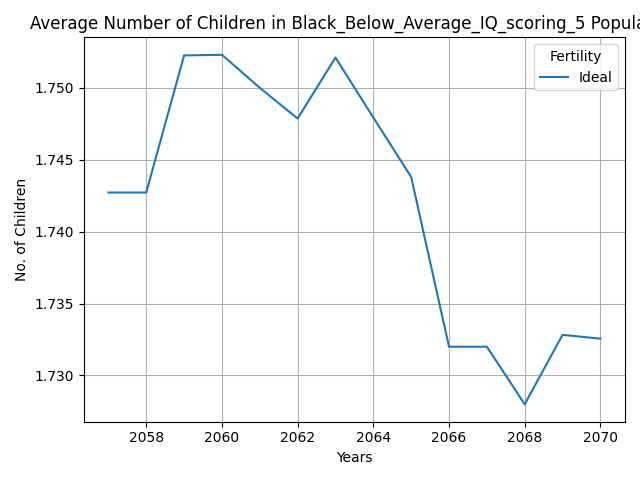 Average Number of Children in Black_Below_Average_IQ_scoring_5 Popula
Fertility
Ideal
1.750
1.745
1.740
1.735
1.730
No. of Children
2058 2060 2062 2064 2066 2068 2070
Years